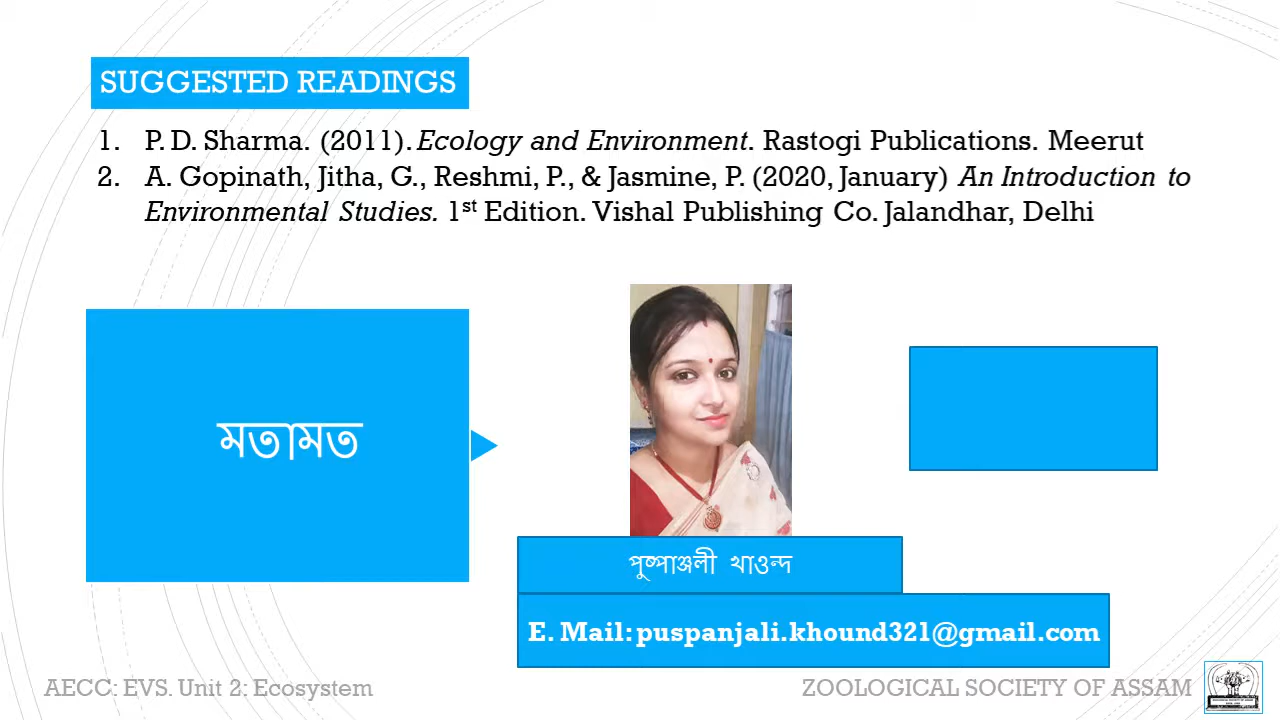 SUGGESTED READINGS
1. P. D. Sharma. (2011). Ecology and Environment. Rastogi Publications. Meerut
2. A. Gopinath, Jitha, G., Reshmi, P., & Jasmine, P. (2020, January) An Introduction to
Environmental Studies. 1st Edition. Vishal Publishing Co. Jalandhar, Delhi
মতামত
পুষ্পাঞ্জলী খাওন্দ
E. Mail: puspanjali.khound321@gmail.com
AECC: EVS. Unit 2: Ecosystem
ZOOLOGICAL SOCIETY OF ASSAM